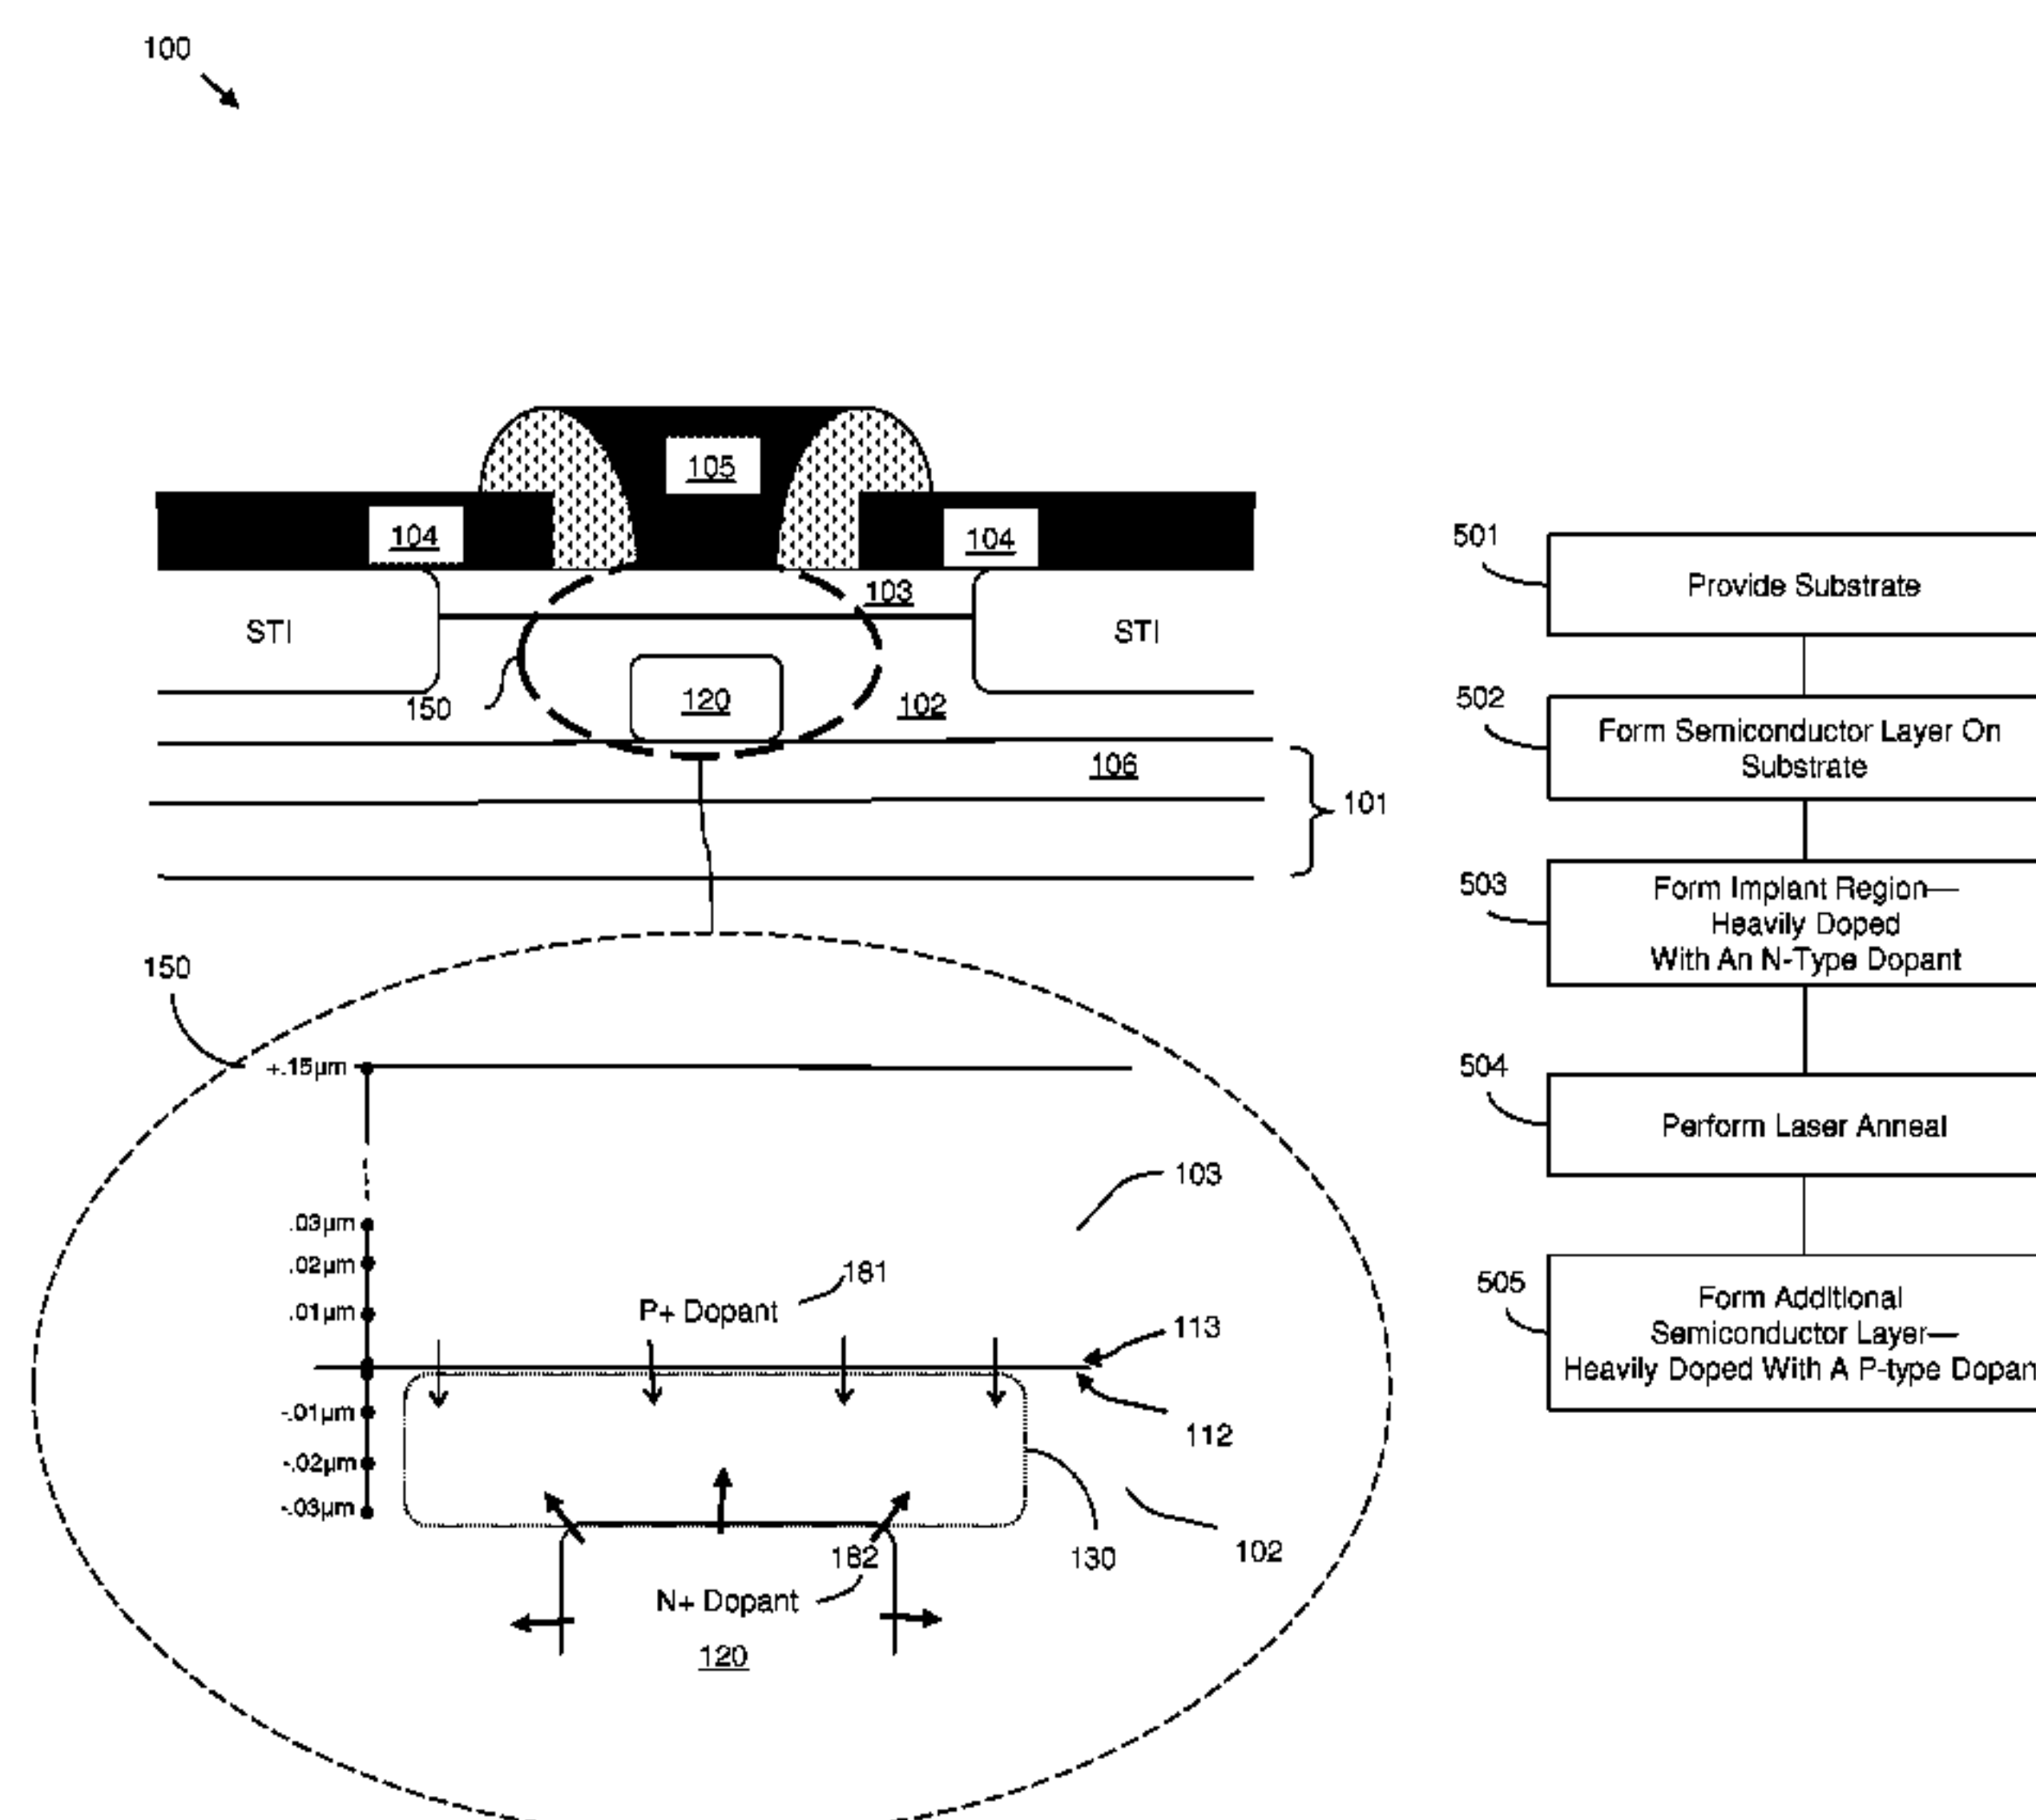 100
105
104
104
103
STI
STI
120
150
102
106
101
150
+.15µm
103
.03µm
.02µm
181
.01µm
P+ Dopant
113
-.01µm
112
-.02µm
-.03µm
182
130
102
N+ Dopant
120
501
Provide Substrate
502
Form Semiconductor Layer On
Substrate
503
Form Implant Region—
Heavily Doped
With An N-Type Dopant
504
Perform Laser Anneal
505
Form Additional
Semiconductor Layer—
Heavily Doped With A P-type Dopan